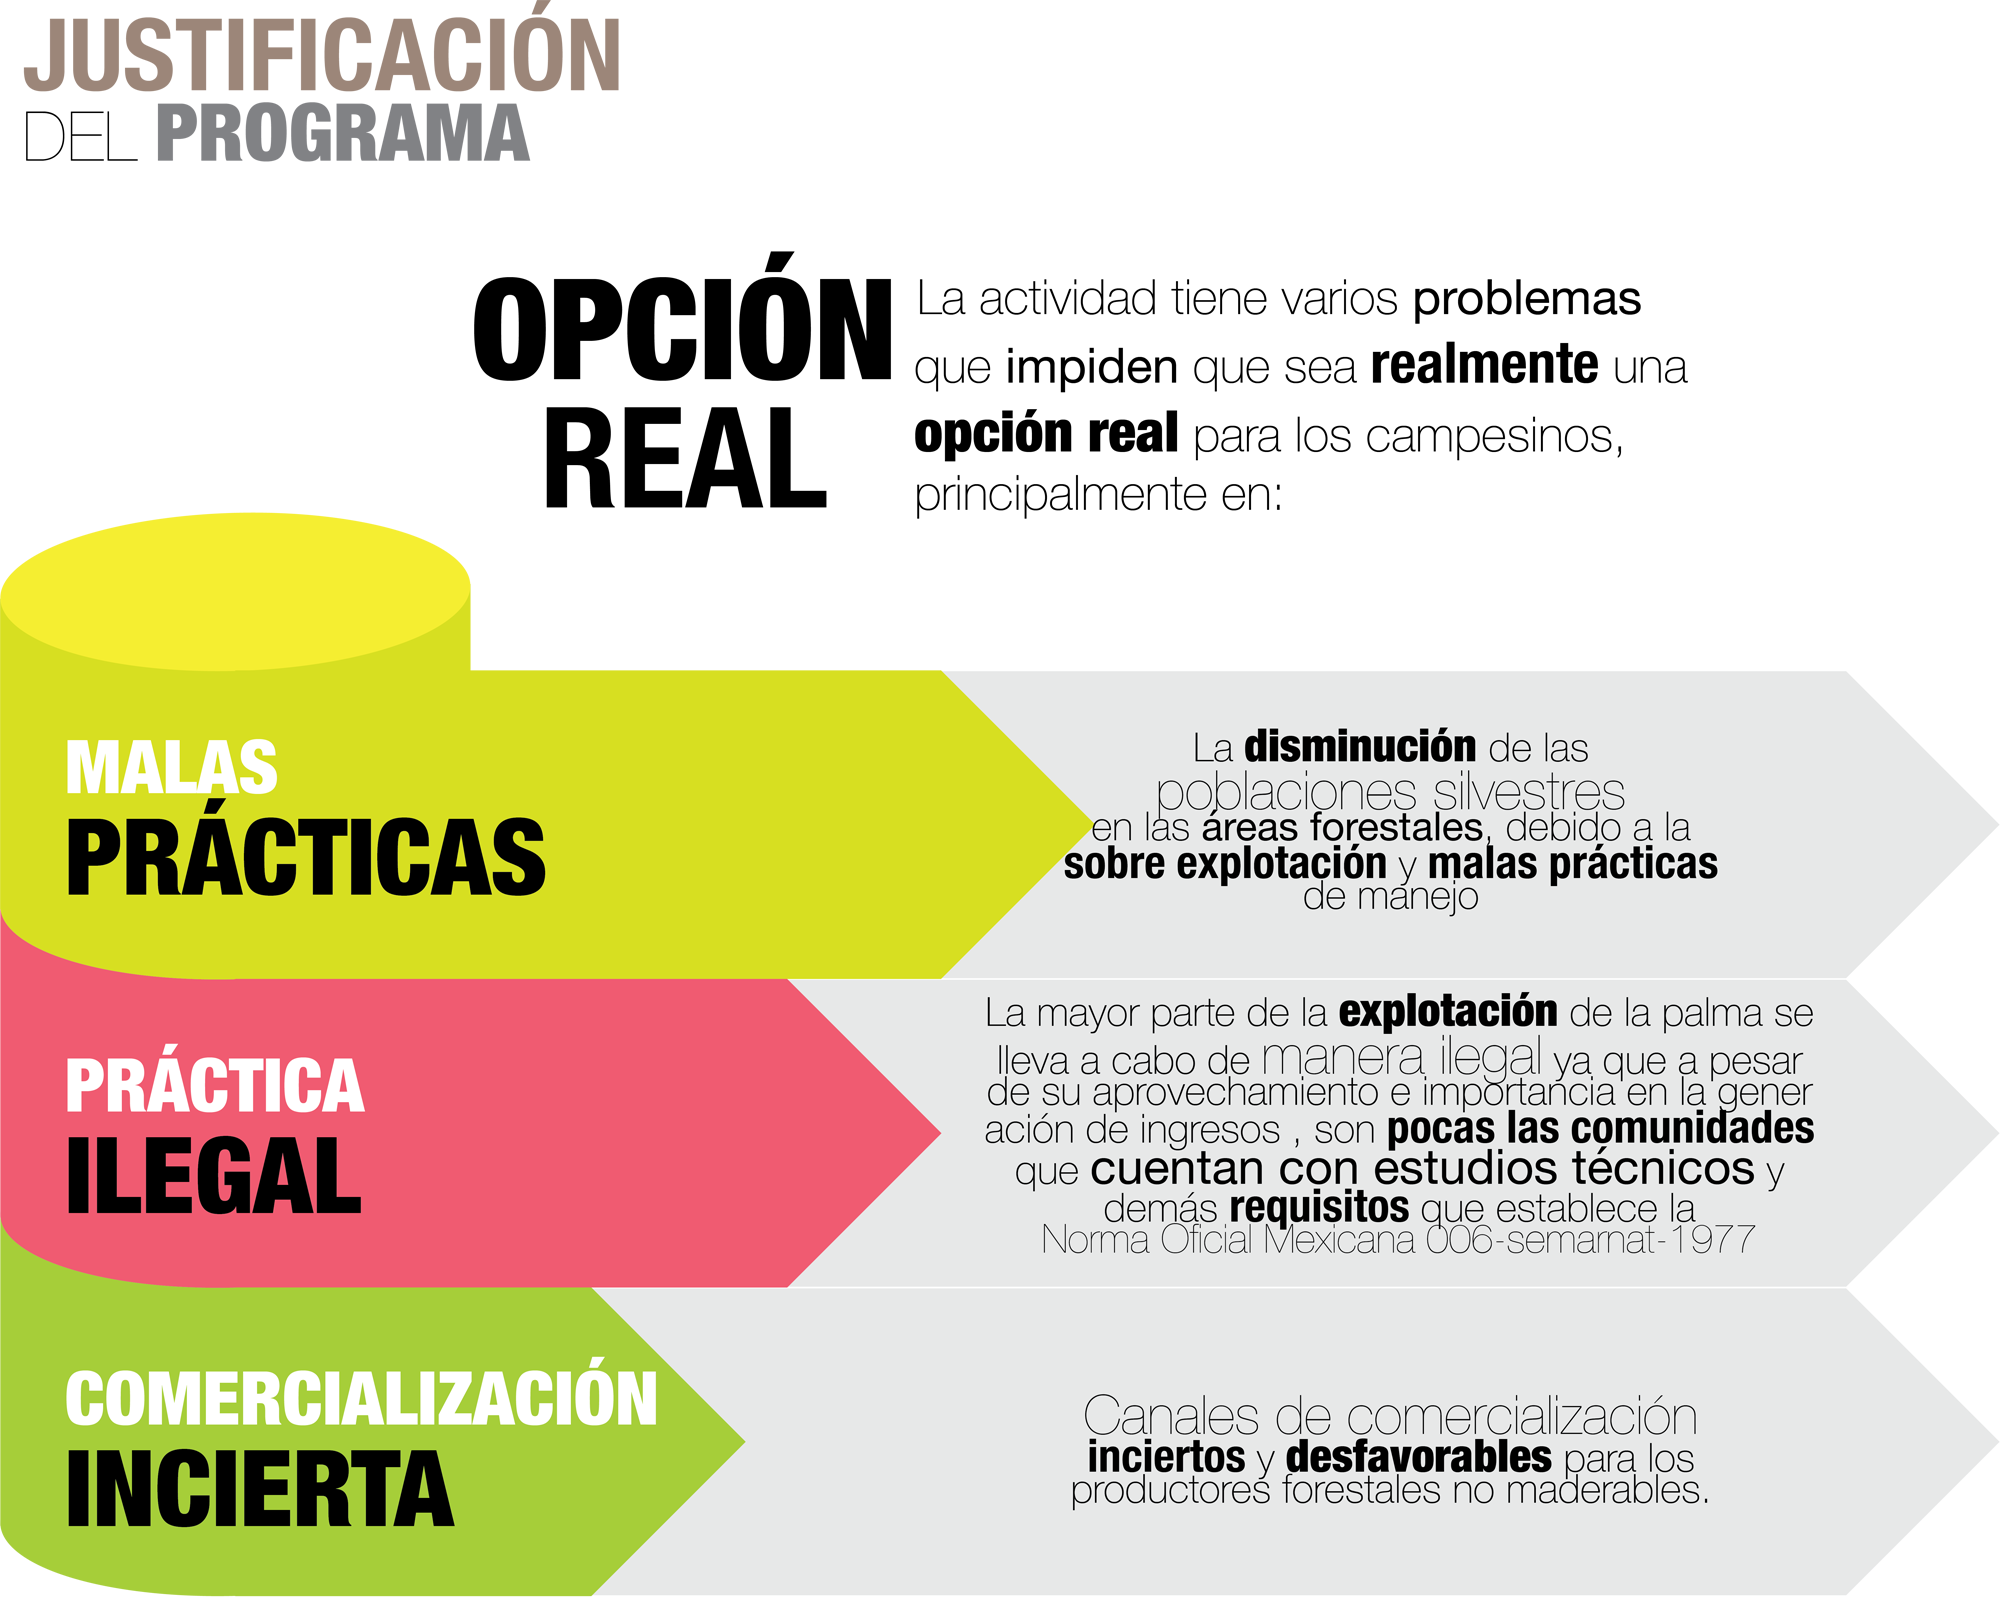 JUSTIFICACIÓN
DEL PROGRAMA
OPCIÓN
REAL
La actividad tiene varios problemas
que impiden que sea realmente una
opción real para los campesinos,
principalmente en:
MALAS
PRÁCTICAS
La disminución de las
poblaciones silvestres
en las áreas forestales, debido a la
sobre explotación y malas prácticas
de manejo
PRÁCTICA
ILEGAL
La mayor parte de la explotación de la palma se
lleva a cabo de manera ilegal ya que a pesar
de su aprovechamiento e importancia en la gener
ación de ingresos , son pocas las comunidades
que cuentan con estudios técnicos y
demás requisitos que establece la
Norma Oficial Mexicana 006-semarnat-1977
COMERCIALIZACIÓN
INCIERTA
Canales de comercialización
inciertos y desfavorables para los
productores forestales no maderables.